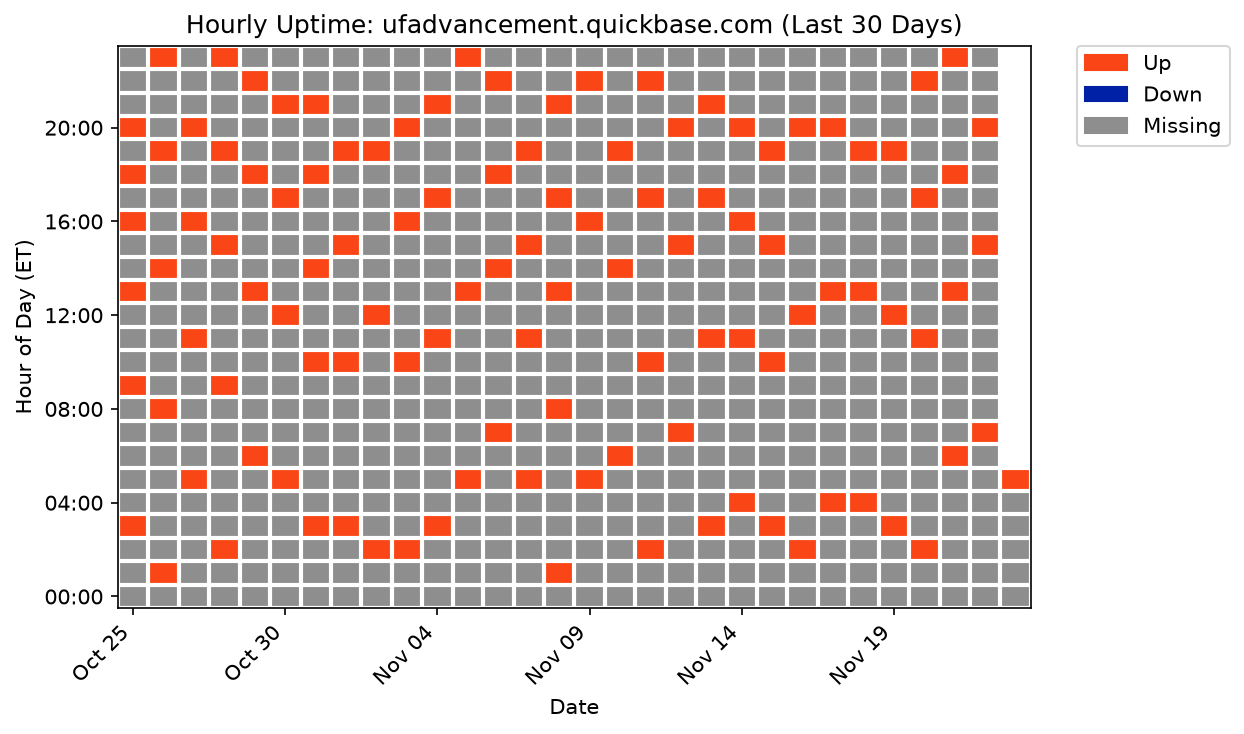 Hourly Uptime: ufadvancement.quickbase.com (Last 30 Days)
Up
Down
Missing
20:00
16:00
12:00
08:00
04:00
00:00
Hour of Day (ET)
Oct 25
Oct 30
Nov 04
Nov 09
Nov 14
Nov 19
Date